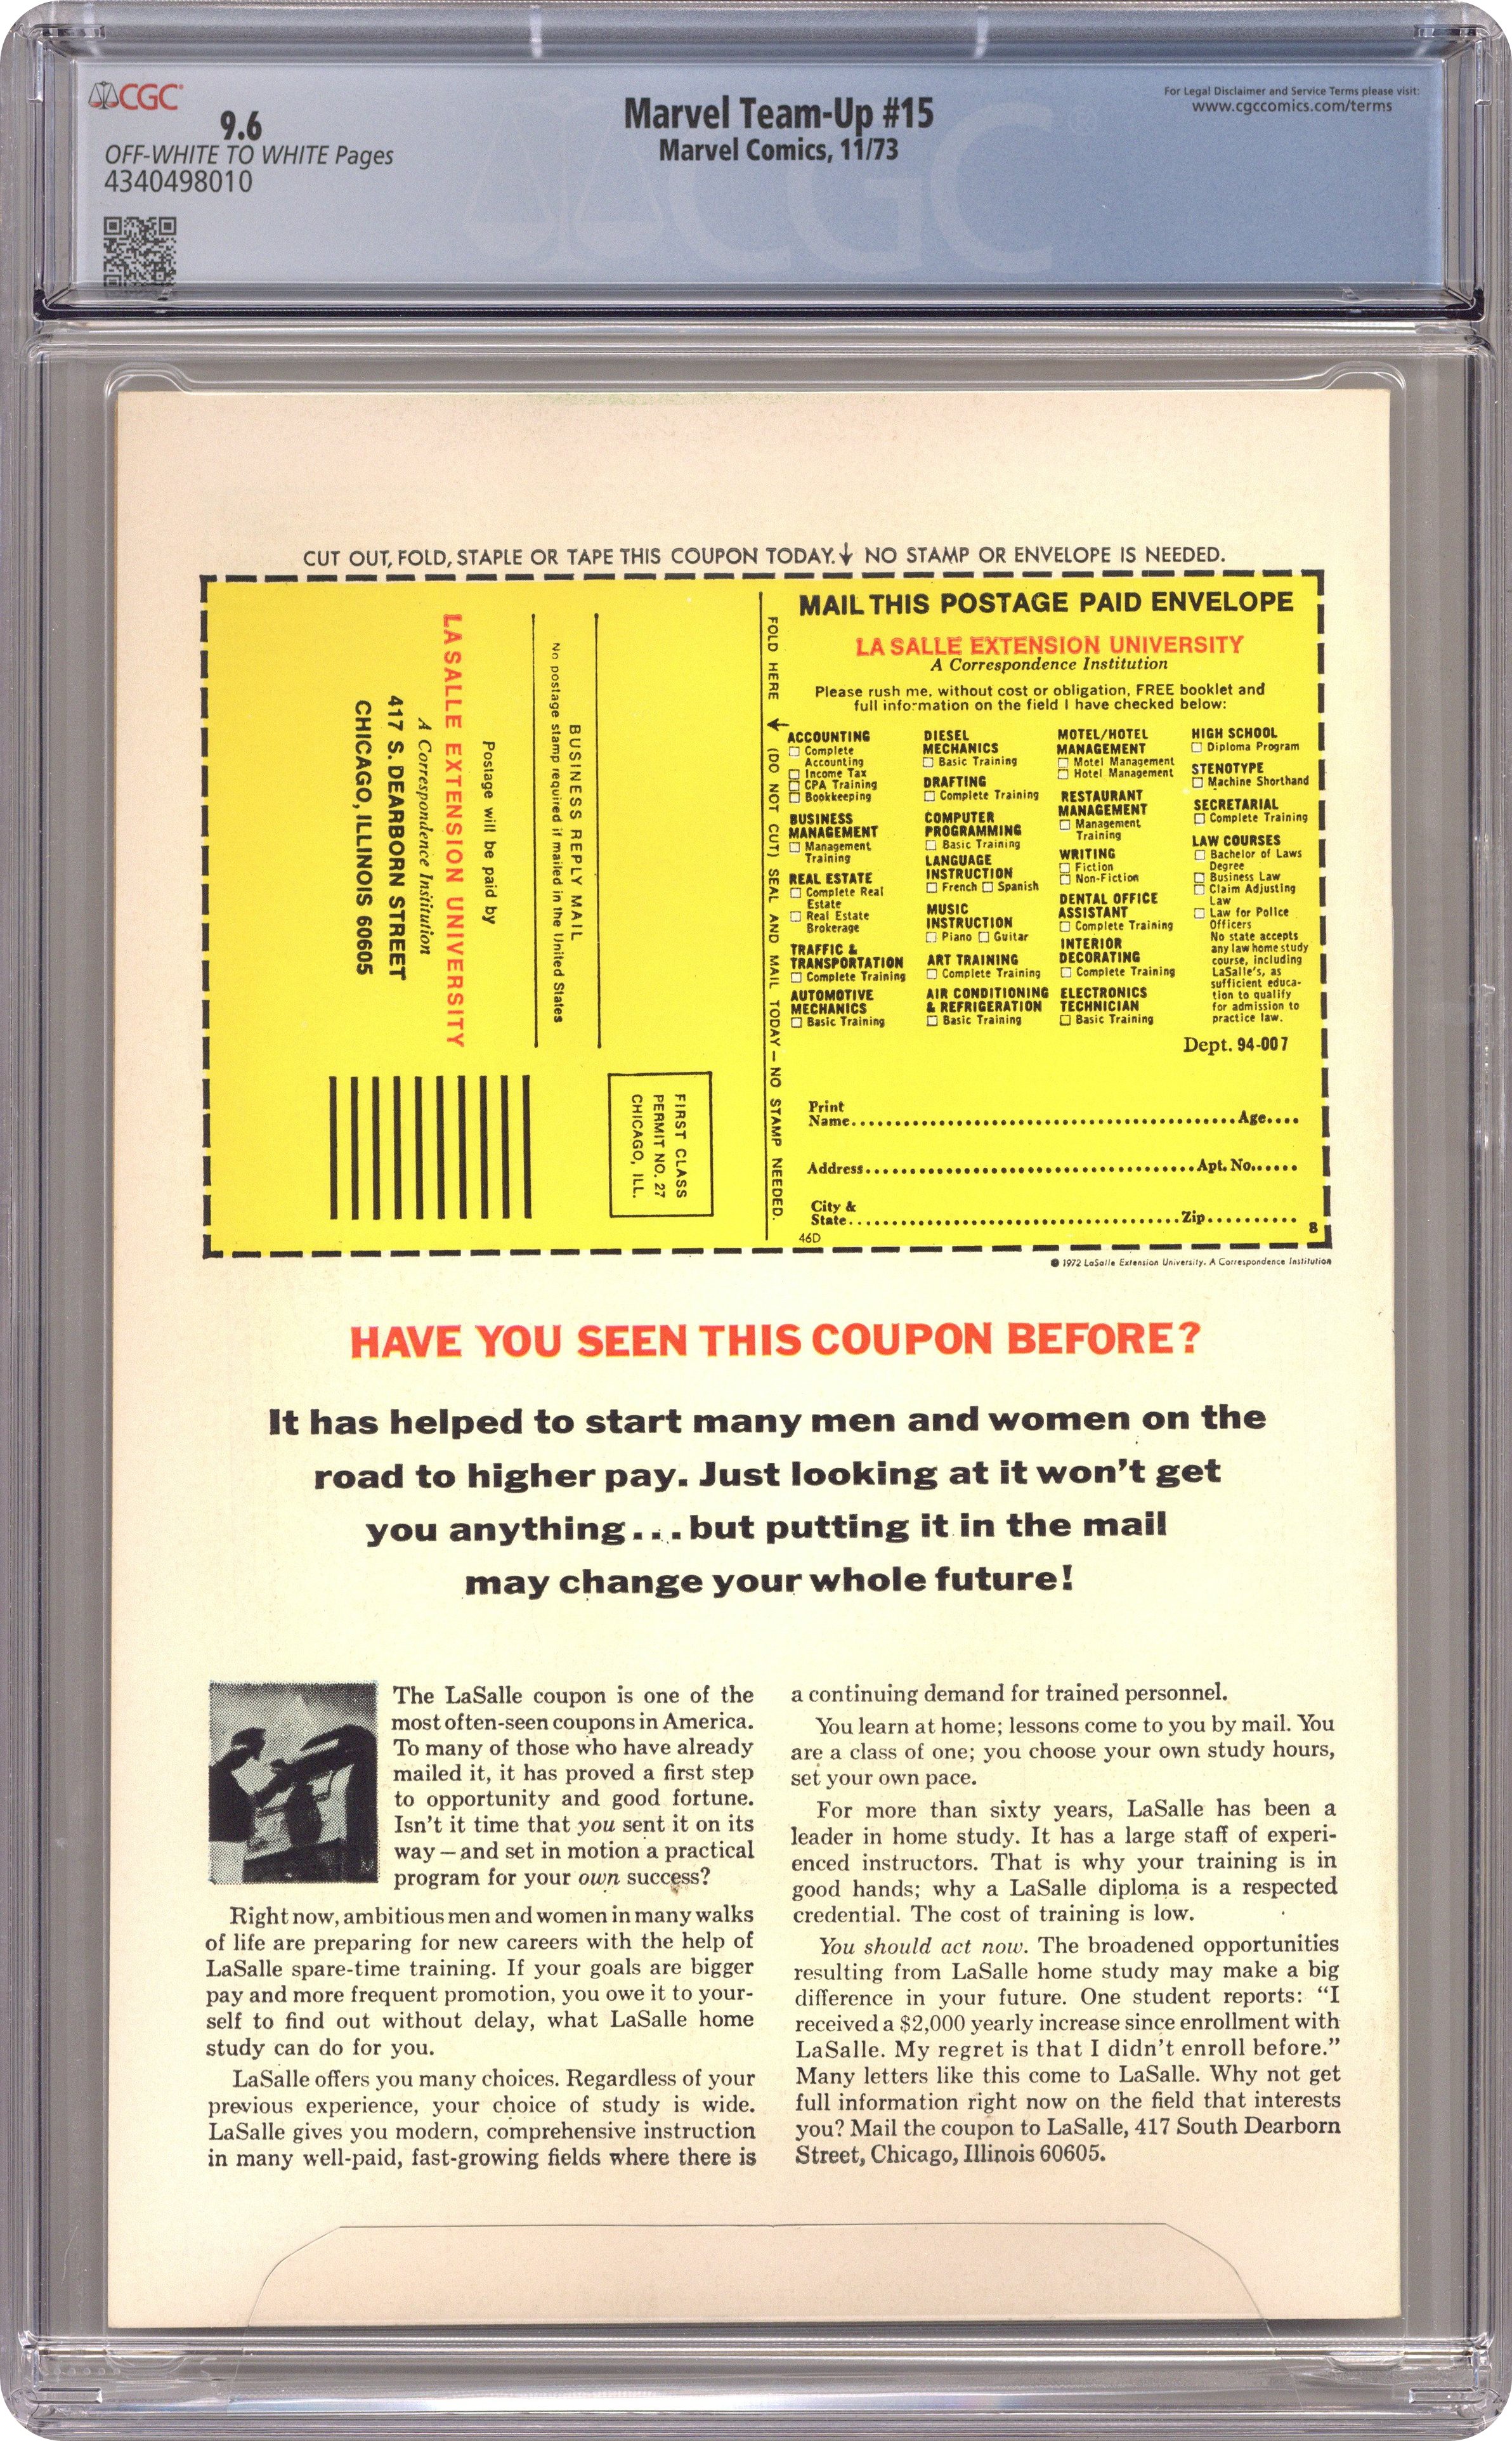 CGC
9.6
OFF-WHITE TO WHITE Pages
4340498010
Marvel Team-Up #15
Marvel Comics, 11/73
For Legal Disclaimer and Service Terms please visit:
www.cgccomics.com/terms
CGC
CUT OUT, FOLD, STAPLE OR TAPE THIS COUPON TODAY.↓ NO STAMP OR ENVELOPE IS NEEDED.
FIRST CLASS
PERMIT NO. 27
CHICAGO, ILL.
BUSINESS REPLY MAIL
No postage stamp required if mailed in the United States
Postage will be paid by
LA SALLE EXTENSION UNIVERSITY
A Correspondence Institution
417 S. DEARBORN STREET
CHICAGO, ILLINOIS 60605
FOLD HERE ← (DO NOT CUT) SEAL AND MAIL TODAY — NO STAMP NEEDED.
MAIL THIS POSTAGE PAID ENVELOPE
LA SALLE EXTENSION UNIVERSITY
A Correspondence Institution
Please rush me, without cost or obligation, FREE booklet and
full information on the field I have checked below:
ACCOUNTING
☐ Complete
Accounting
☐ Income Tax
☐ CPA Training
☐ Bookkeeping
BUSINESS
MANAGEMENT
☐ Management
Training
REAL ESTATE
☐ Complete Real
Estate
☐ Real Estate
Brokerage
TRAFFIC &
TRANSPORTATION
☐ Complete Training
AUTOMOTIVE
MECHANICS
☐ Basic Training
DIESEL
MECHANICS
☐ Basic Training
DRAFTING
☐ Complete Training
COMPUTER
PROGRAMMING
☐ Basic Training
LANGUAGE
INSTRUCTION
☐ French ☐ Spanish
MUSIC
INSTRUCTION
☐ Piano ☐ Guitar
ART TRAINING
☐ Complete Training
AIR CONDITIONING
& REFRIGERATION
☐ Basic Training
MOTEL/HOTEL
MANAGEMENT
☐ Motel Management
☐ Hotel Management
RESTAURANT
MANAGEMENT
☐ Management
Training
WRITING
☐ Fiction
☐ Non-Fiction
DENTAL OFFICE
ASSISTANT
☐ Complete Training
INTERIOR
DECORATING
☐ Complete Training
ELECTRONICS
TECHNICIAN
☐ Basic Training
HIGH SCHOOL
☐ Diploma Program
STENOTYPE
☐ Machine Shorthand
SECRETARIAL
☐ Complete Training
LAW COURSES
☐ Bachelor of Laws
Degree
☐ Business Law
☐ Claim Adjusting
Law
☐ Law for Police
Officers
No state accepts
any law home study
course, including
LaSalle's, as
sufficient educa-
tion to qualify
for admission to
practice law.
Dept. 94-007
Print
Name.......................................Age....
Address..................................Apt. No......
City &
State..................................Zip..........
46D
8
© 1972 LaSalle Extension University. A Correspondence Institution
HAVE YOU SEEN THIS COUPON BEFORE?
It has helped to start many men and women on the
road to higher pay. Just looking at it won't get
you anything...but putting it in the mail
may change your whole future!
The LaSalle coupon is one of the
most often-seen coupons in America.
To many of those who have already
mailed it, it has proved a first step
to opportunity and good fortune.
Isn't it time that you sent it on its
way — and set in motion a practical
program for your own success?
Right now, ambitious men and women in many walks
of life are preparing for new careers with the help of
LaSalle spare-time training. If your goals are bigger
pay and more frequent promotion, you owe it to your-
self to find out without delay, what LaSalle home
study can do for you.
LaSalle offers you many choices. Regardless of your
previous experience, your choice of study is wide.
LaSalle gives you modern, comprehensive instruction
in many well-paid, fast-growing fields where there is
a continuing demand for trained personnel.
You learn at home; lessons come to you by mail. You
are a class of one; you choose your own study hours,
set your own pace.
For more than sixty years, LaSalle has been a
leader in home study. It has a large staff of experi-
enced instructors. That is why your training is in
good hands; why a LaSalle diploma is a respected
credential. The cost of training is low.
You should act now. The broadened opportunities
resulting from LaSalle home study may make a big
difference in your future. One student reports: "I
received a $2,000 yearly increase since enrollment with
LaSalle. My regret is that I didn't enroll before."
Many letters like this come to LaSalle. Why not get
full information right now on the field that interests
you? Mail the coupon to LaSalle, 417 South Dearborn
Street, Chicago, Illinois 60605.